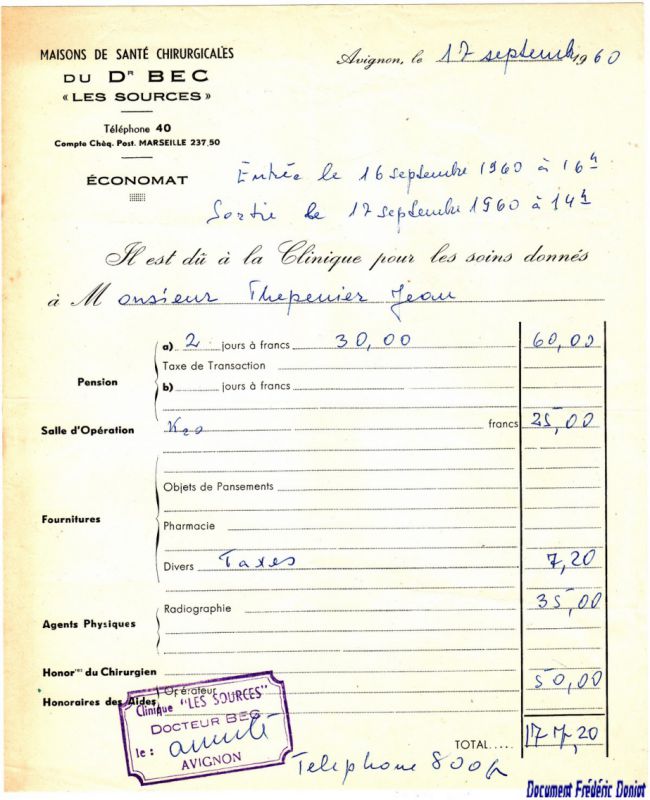 MAISONS DE SANTÉ CHIRURGICALES
DU Dʳ BEC
« LES SOURCES »
Téléphone 40
Compte Chèq. Post. MARSEILLE 237,50
ÉCONOMAT
Avignon, le 17 septembre 1960
Entrée le 16 septembre 1960 à 16ʰ
Sortie le 17 septembre 1960 à 14ʰ
Il est dû à la Clinique pour les soins donnés
à Monsieur Thepenier Jean
Pension
a) 2 jours à francs 30,00 60,00
Taxe de Transaction
b) jours à francs
Salle d'Opération K20 francs 25,00
Fournitures
Objets de Pansements
Pharmacie
Divers Taxes 7,20
Agents Physiques
Radiographie 35,00
Honorʳᵉˢ du Chirurgien
Honoraires des Aides Opérateur 50,00
Clinique "LES SOURCES"
DOCTEUR BEC
le :
AVIGNON
TOTAL..... 177,20
Telephone 800f
Document Frédéric Doniat